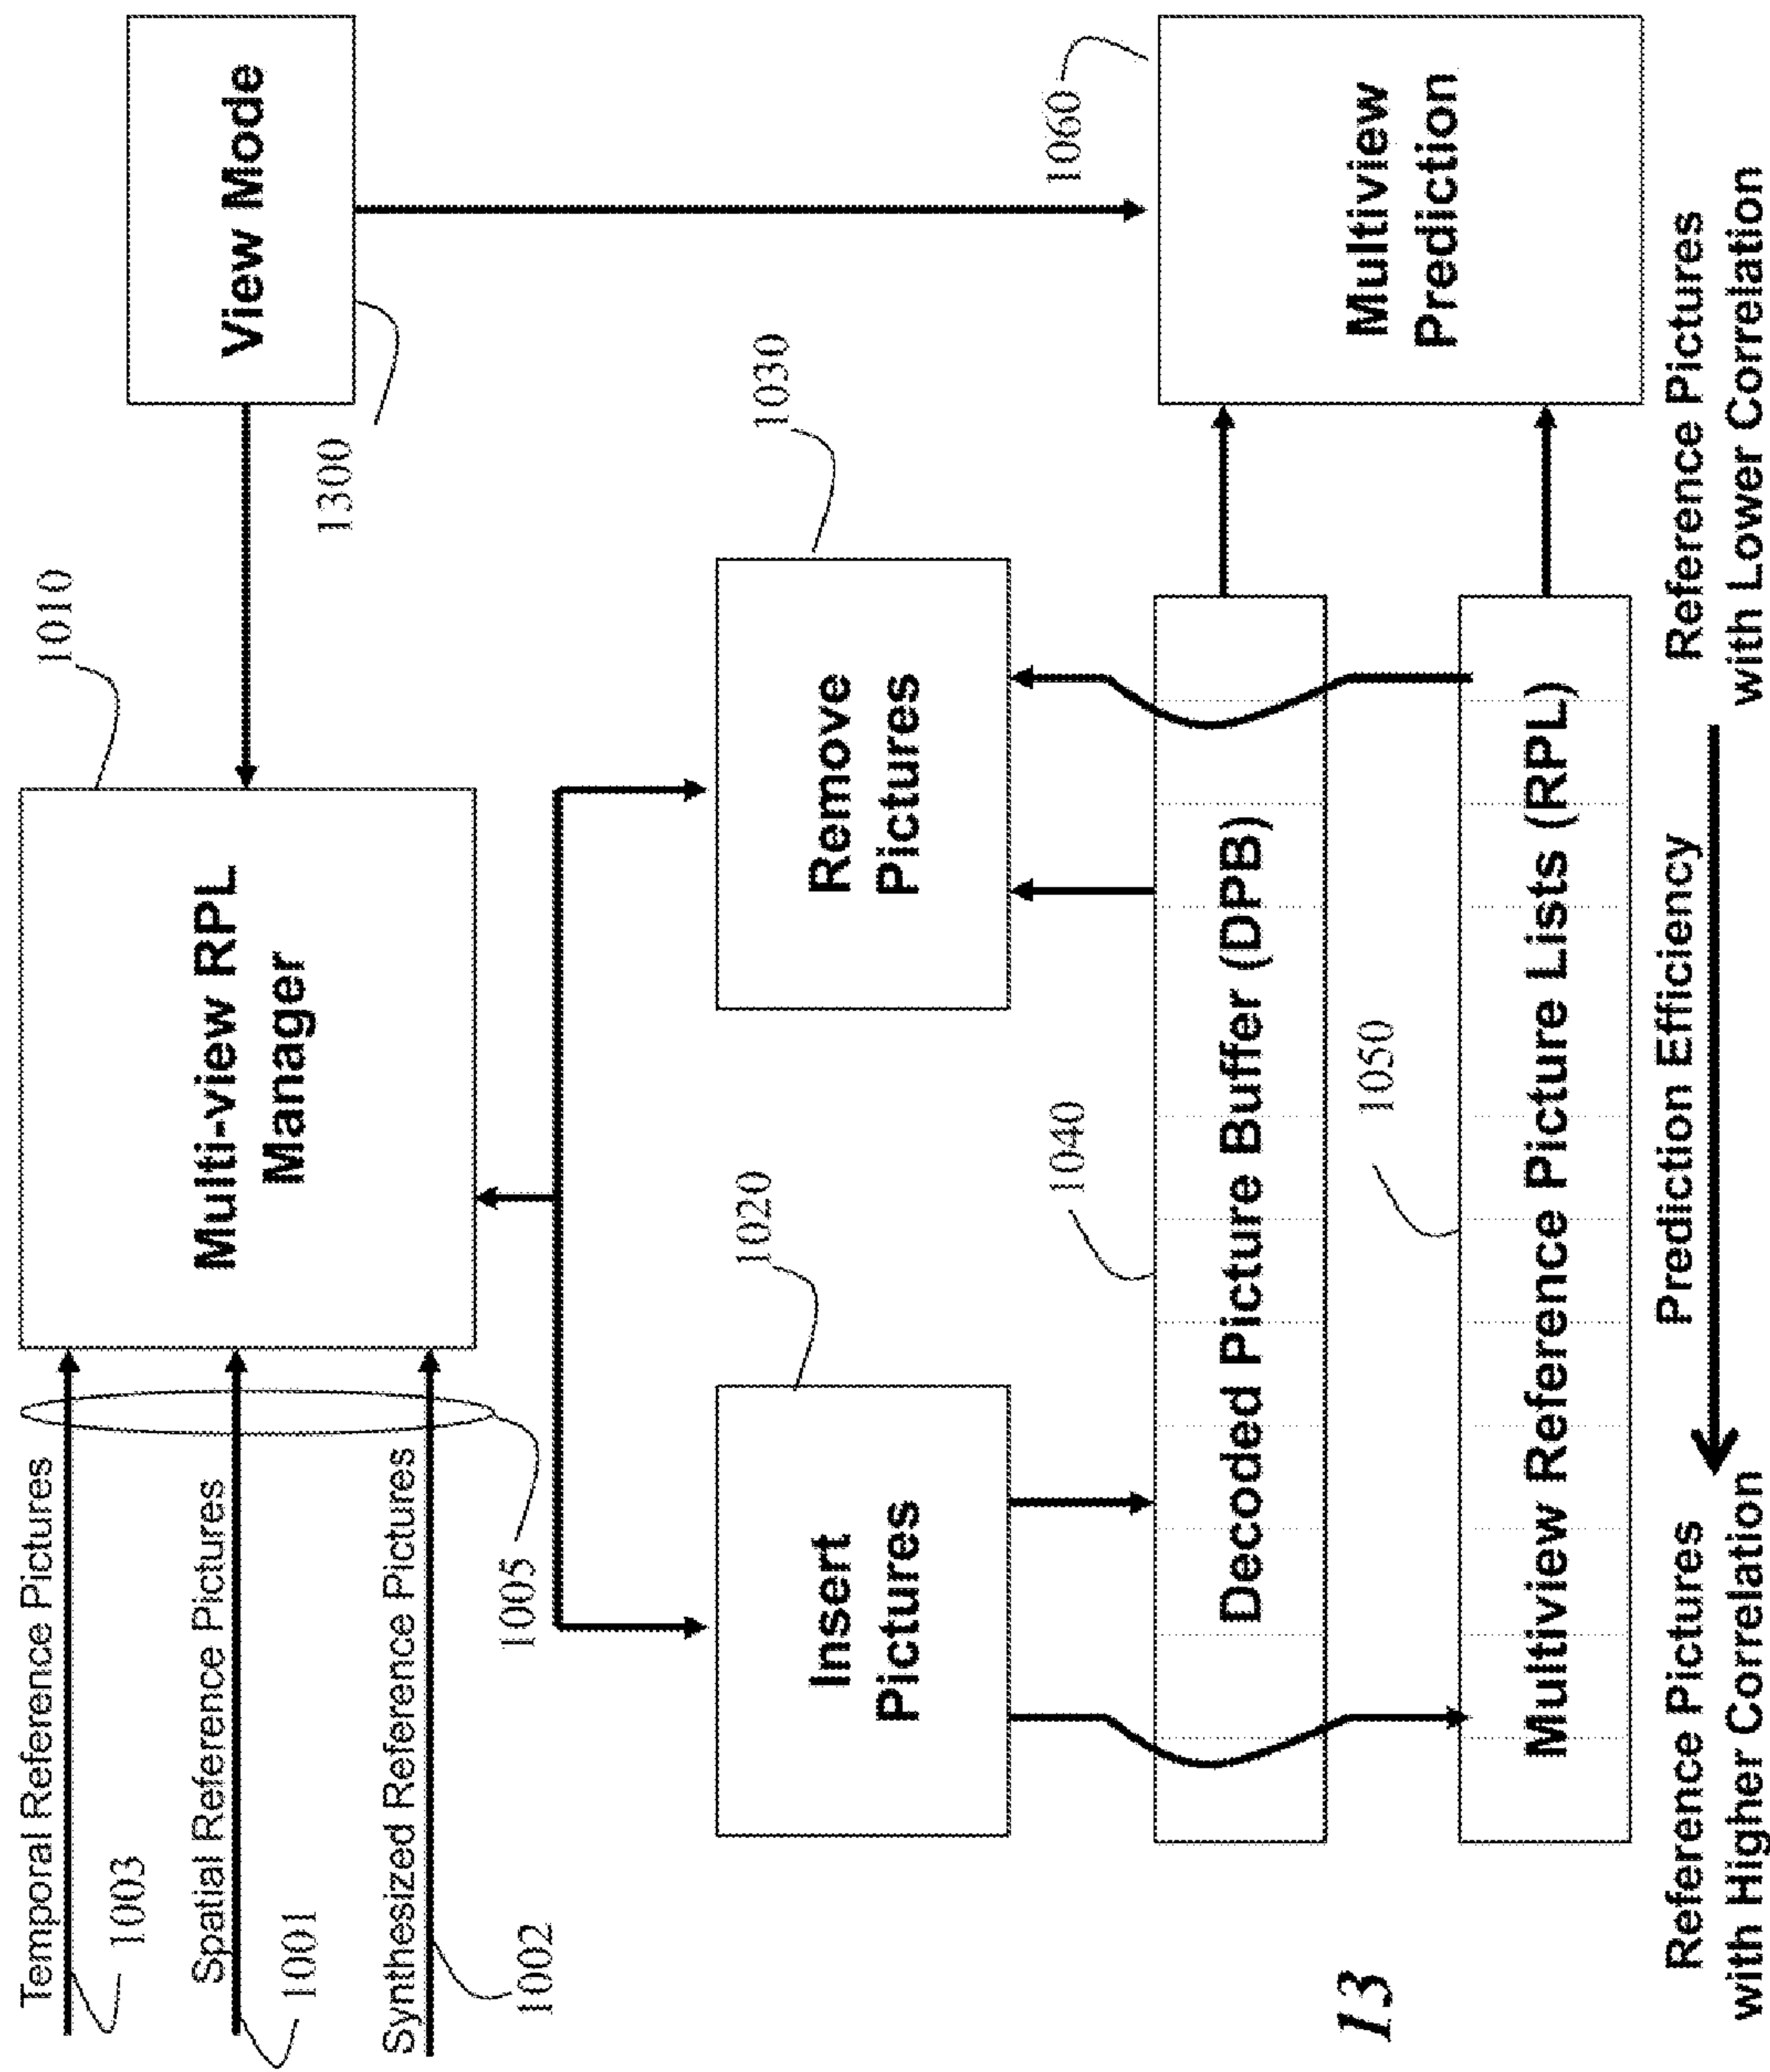 Temporal Reference Pictures
1003
Spatial Reference Pictures
1001
Synthesized Reference Pictures
1002
1005
Multi-view RPL
Manager
1010
View Mode
1300
Insert
Pictures
1020
Remove
Pictures
1030
Decoded Picture Buffer (DPB)
1040
Multiview Reference Picture Lists (RPL)
1050
Multiview
Prediction
1060
Reference Pictures
with Higher Correlation
Prediction Efficiency
Reference Pictures
with Lower Correlation
13